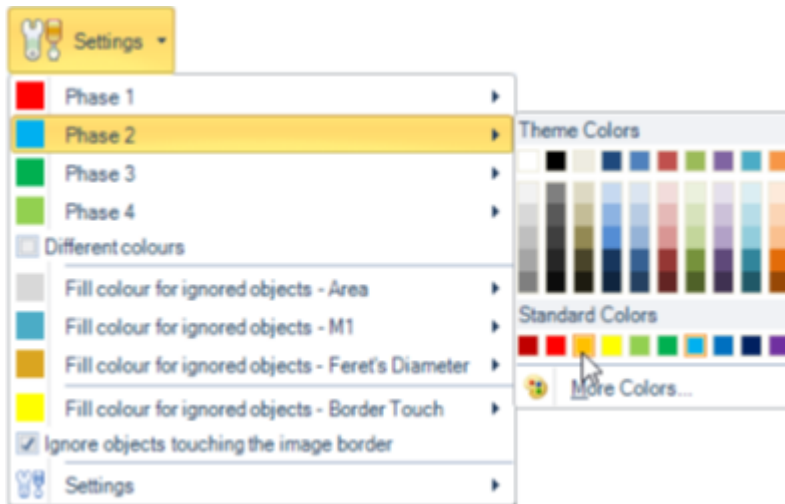 Settings
Phase 1
Phase 2
Phase 3
Phase 4
Different colours
Fill colour for ignored objects - Area
Fill colour for ignored objects - M1
Fill colour for ignored objects - Feret's Diameter
Fill colour for ignored objects - Border Touch
Ignore objects touching the image border
Settings
Theme Colors
Standard Colors
More Colors...